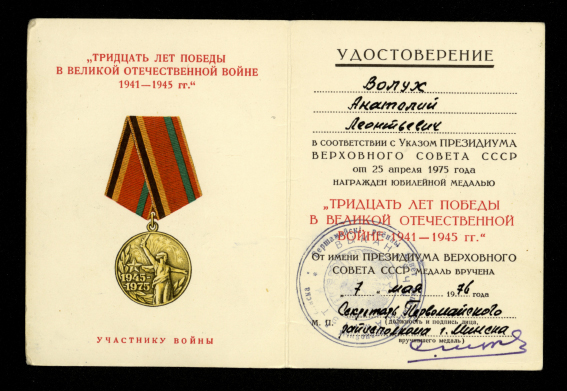 „ТРИДЦАТЬ ЛЕТ ПОБЕДЫ
В ВЕЛИКОЙ ОТЕЧЕСТВЕННОЙ ВОЙНЕ
1941—1945 гг.“
1945
1975
УЧАСТНИКУ ВОЙНЫ
УДОСТОВЕРЕНИЕ
Волух
Анатолий
Леонтьевич
В СООТВЕТСТВИИ С УКАЗОМ ПРЕЗИДИУМА
ВЕРХОВНОГО СОВЕТА СССР
от 25 апреля 1975 года
НАГРАЖДЕН ЮБИЛЕЙНОЙ МЕДАЛЬЮ
„ТРИДЦАТЬ ЛЕТ ПОБЕДЫ
В ВЕЛИКОЙ ОТЕЧЕСТВЕННОЙ
ВОЙНЕ 1941—1945 гг.“
ОТ ИМЕНИ ПРЕЗИДИУМА ВЕРХОВНОГО
СОВЕТА СССР МЕДАЛЬ ВРУЧЕНА
7 мая 1976 года
Секретарь Первомайского
М. П. (должность и подпись лица,
райисполкома г. Минска
вручившего медаль)